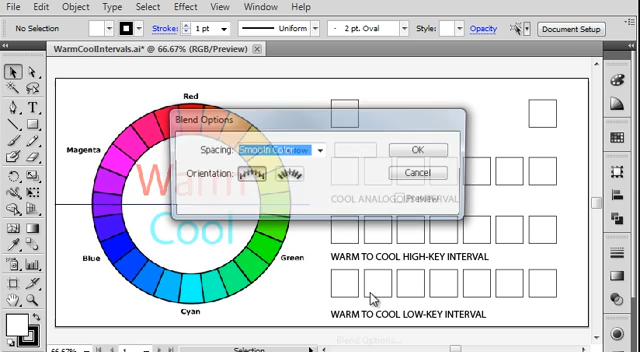 File Edit Object Type Select Effect View Window Help
No Selection Stroke: 1 pt Uniform 2 pt. Oval Style: Opacity Document Setup
WarmCoolIntervals.ai* @ 66.67% (RGB/Preview)
Red
Magenta
Blue
Green
Cyan
Warm
Cool
Blend Options
Spacing: Smooth Color
OK
Orientation:
Cancel
Preview
COOL ANALOGOUS INTERVAL
WARM TO COOL HIGH-KEY INTERVAL
WARM TO COOL LOW-KEY INTERVAL
Blend Options...
66.67% 1 Selection